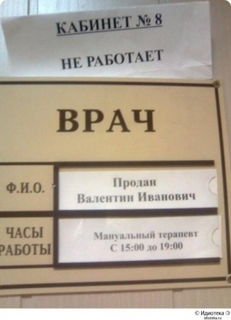 КАБИНЕТ № 8
НЕ РАБОТАЕТ
ВРАЧ
Ф.И.О.
Продан
Валентин Иванович
ЧАСЫ
РАБОТЫ
Мануальный терапевт
С 15:00 до 19:00
© Идиотека Э